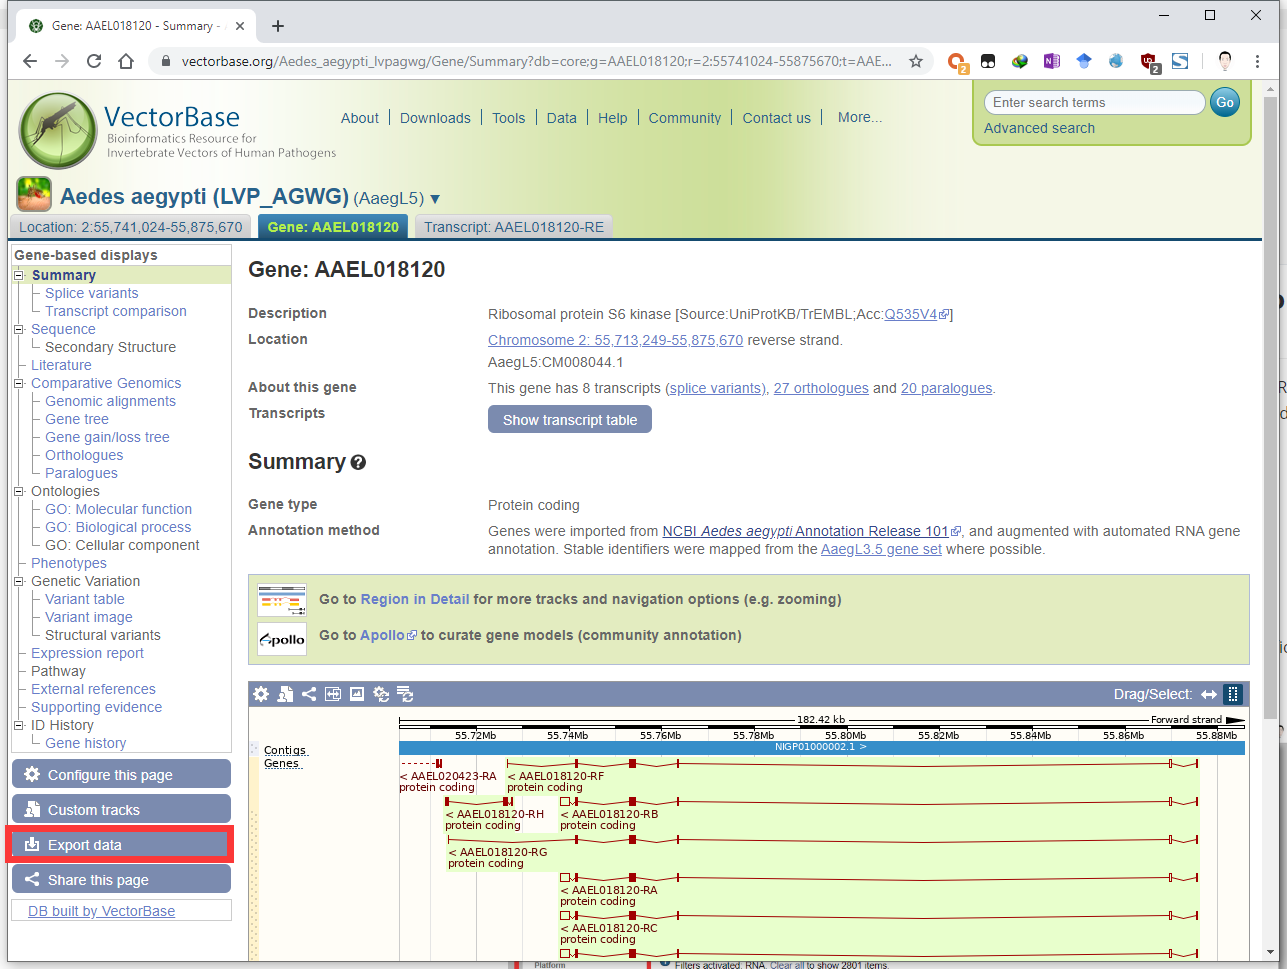 Gene: AAEL018120 - Summary -
vectorbase.org/Aedes_aegypti_lvpagwg/Gene/Summary?db=core;g=AAEL018120;r=2:55741024-55875670;t=AAE...
2
2
VectorBase
Bioinformatics Resource for
Invertebrate Vectors of Human Pathogens
About
Downloads
Tools
Data
Help
Community
Contact us
More...
Enter search terms
Go
Advanced search
Aedes aegypti (LVP_AGWG) (AaegL5) ▼
Location: 2:55,741,024-55,875,670
Gene: AAEL018120
Transcript: AAEL018120-RE
Gene-based displays
Summary
Splice variants
Transcript comparison
Sequence
Secondary Structure
Literature
Comparative Genomics
Genomic alignments
Gene tree
Gene gain/loss tree
Orthologues
Paralogues
Ontologies
GO: Molecular function
GO: Biological process
GO: Cellular component
Phenotypes
Genetic Variation
Variant table
Variant image
Structural variants
Expression report
Pathway
External references
Supporting evidence
ID History
Gene history
Configure this page
Custom tracks
Export data
Share this page
DB built by VectorBase
Gene: AAEL018120
Description
Ribosomal protein S6 kinase [Source:UniProtKB/TrEMBL;Acc:Q535V4]
Location
Chromosome 2: 55,713,249-55,875,670 reverse strand.
AaegL5:CM008044.1
About this gene
This gene has 8 transcripts (splice variants), 27 orthologues and 20 paralogues.
Transcripts
Show transcript table
Summary
Gene type
Protein coding
Annotation method
Genes were imported from NCBI Aedes aegypti Annotation Release 101, and augmented with automated RNA gene
annotation. Stable identifiers were mapped from the AaegL3.5 gene set where possible.
Go to Region in Detail for more tracks and navigation options (e.g. zooming)
Apollo
Go to Apollo to curate gene models (community annotation)
Drag/Select:
182.42 kb
Forward strand
55.72Mb
55.74Mb
55.76Mb
55.78Mb
55.80Mb
55.82Mb
55.84Mb
55.86Mb
55.88Mb
Contigs
NIGP01000002.1 >
Genes
< AAEL020423-RA
protein coding
< AAEL018120-RF
protein coding
< AAEL018120-RH
protein coding
< AAEL018120-RB
protein coding
< AAEL018120-RG
protein coding
< AAEL018120-RA
protein coding
< AAEL018120-RC
protein coding
Platform
Filters activated. RNA. Clear all to show 2801 items.